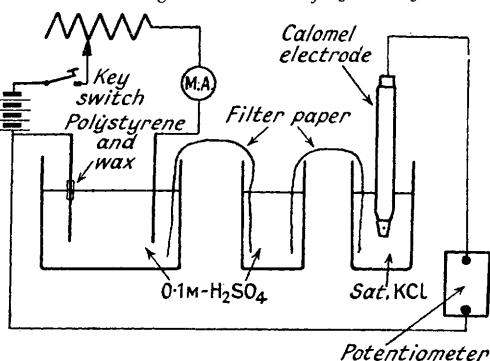 Calomel
electrode
Key
switch
M.A.
Filter paper
Polystyrene
and
wax
0·1M-H₂SO₄
Sat. KCl
Potentiometer